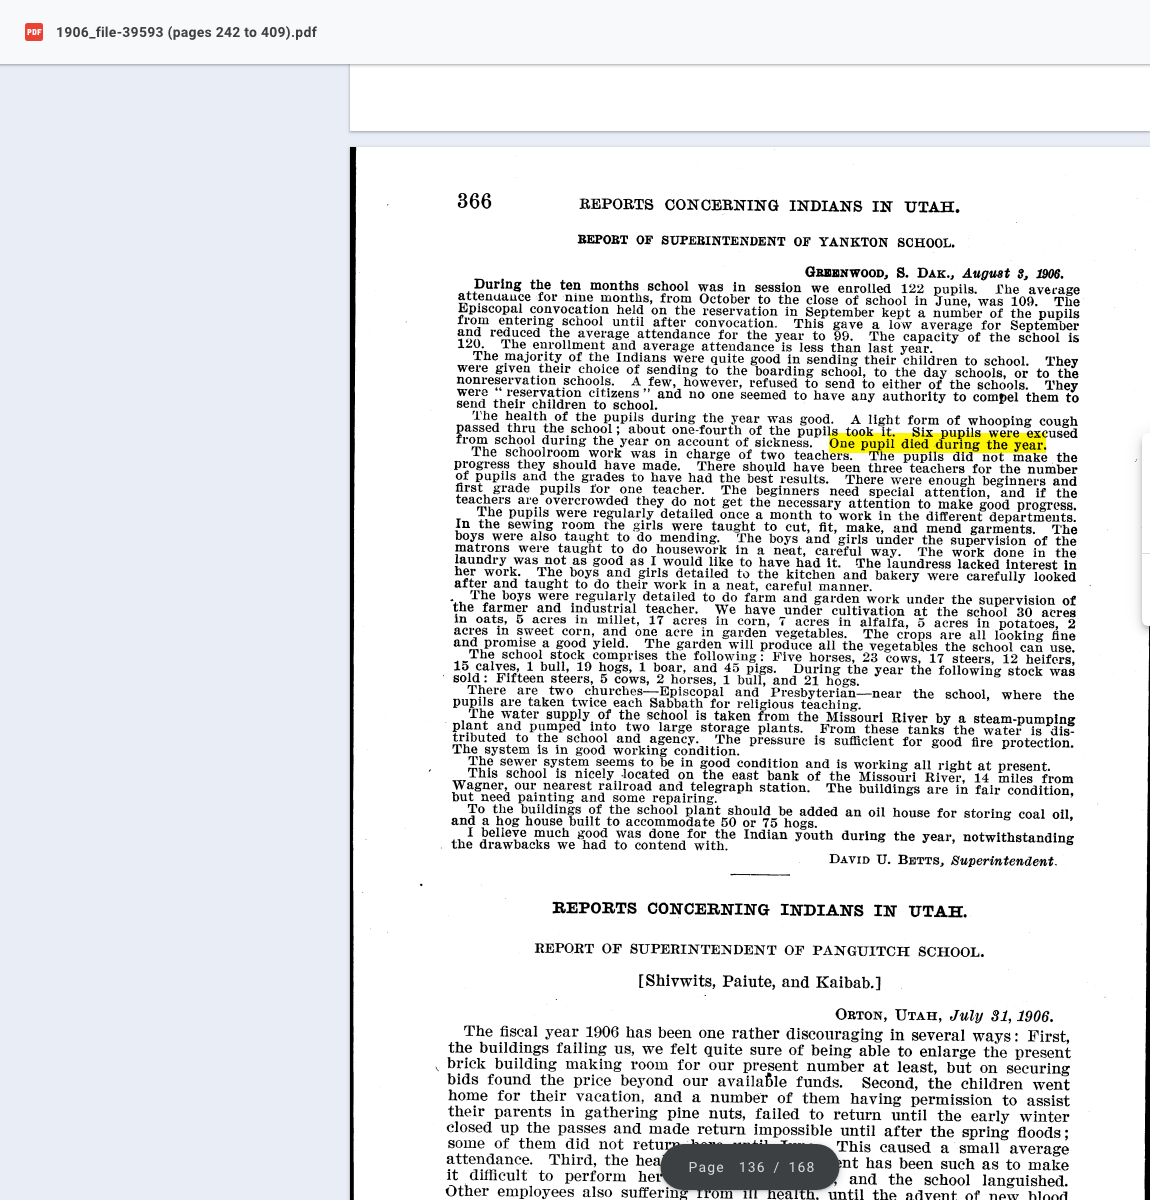 1906_file-39593 (pages 242 to 409).pdf
366
REPORTS CONCERNING INDIANS IN UTAH.
REPORT OF SUPERINTENDENT OF YANKTON SCHOOL.
GREENWOOD, S. DAK., August 3, 1906.
During the ten months school was in session we enrolled 122 pupils. The average
attendance for nine months, from October to the close of school in June, was 109. The
Episcopal convocation held on the reservation in September kept a number of the pupils
from entering school until after convocation. This gave a low average for September
and reduced the average attendance for the year to 99. The capacity of the school is
120. The enrollment and average attendance is less than last year.
The majority of the Indians were quite good in sending their children to school. They
were given their choice of sending to the boarding school, to the day schools, or to the
nonreservation schools. A few, however, refused to send to either of the schools. They
were "reservation citizens" and no one seemed to have any authority to compel them to
send their children to school.
The health of the pupils during the year was good. A light form of whooping cough
passed thru the school; about one-fourth of the pupils took it. Six pupils were excused
from school during the year on account of sickness. One pupil died during the year.
The schoolroom work was in charge of two teachers. The pupils did not make the
progress they should have made. There should have been three teachers for the number
of pupils and the grades to have had the best results. There were enough beginners and
first grade pupils for one teacher. The beginners need special attention, and if the
teachers are overcrowded they do not get the necessary attention to make good progress.
The pupils were regularly detailed once a month to work in the different departments.
In the sewing room the girls were taught to cut, fit, make, and mend garments. The
boys were also taught to do mending. The boys and girls under the supervision of the
matrons were taught to do housework in a neat, careful way. The work done in the
laundry was not as good as I would like to have had it. The laundress lacked interest in
her work. The boys and girls detailed to the kitchen and bakery were carefully looked
after and taught to do their work in a neat, careful manner.
The boys were regularly detailed to do farm and garden work under the supervision of
the farmer and industrial teacher. We have under cultivation at the school 30 acres
in oats, 5 acres in millet, 17 acres in corn, 7 acres in alfalfa, 5 acres in potatoes, 2
acres in sweet corn, and one acre in garden vegetables. The crops are all looking fine
and promise a good yield. The garden will produce all the vegetables the school can use.
The school stock comprises the following: Five horses, 23 cows, 17 steers, 12 heifers,
15 calves, 1 bull, 19 hogs, 1 boar, and 45 pigs. During the year the following stock was
sold: Fifteen steers, 5 cows, 2 horses, 1 bull, and 21 hogs.
There are two churches—Episcopal and Presbyterian—near the school, where the
pupils are taken twice each Sabbath for religious teaching.
The water supply of the school is taken from the Missouri River by a steam-pumping
plant and pumped into two large storage plants. From these tanks the water is dis-
tributed to the school and agency. The pressure is sufficient for good fire protection.
The system is in good working condition.
The sewer system seems to be in good condition and is working all right at present.
This school is nicely located on the east bank of the Missouri River, 14 miles from
Wagner, our nearest railroad and telegraph station. The buildings are in fair condition,
but need painting and some repairing.
To the buildings of the school plant should be added an oil house for storing coal oil,
and a hog house built to accommodate 50 or 75 hogs.
I believe much good was done for the Indian youth during the year, notwithstanding
the drawbacks we had to contend with.
DAVID U. BETTS, Superintendent.
REPORTS CONCERNING INDIANS IN UTAH.
REPORT OF SUPERINTENDENT OF PANGUITCH SCHOOL.
[Shivwits, Paiute, and Kaibab.]
ORTON, UTAH, July 31, 1906.
The fiscal year 1906 has been one rather discouraging in several ways: First,
the buildings failing us, we felt quite sure of being able to enlarge the present
brick building making room for our present number at least, but on securing
bids found the price beyond our available funds. Second, the children went
home for their vacation, and a number of them having permission to assist
their parents in gathering pine nuts, failed to return until the early winter
closed up the passes and made return impossible until after the spring floods;
some of them did not return here until June. This caused a small average
attendance. Third, the has been such as to make
it difficult to perform and the school languished.
Other employees also suffering from ill health, until the advent of new blood
Page 136 / 168